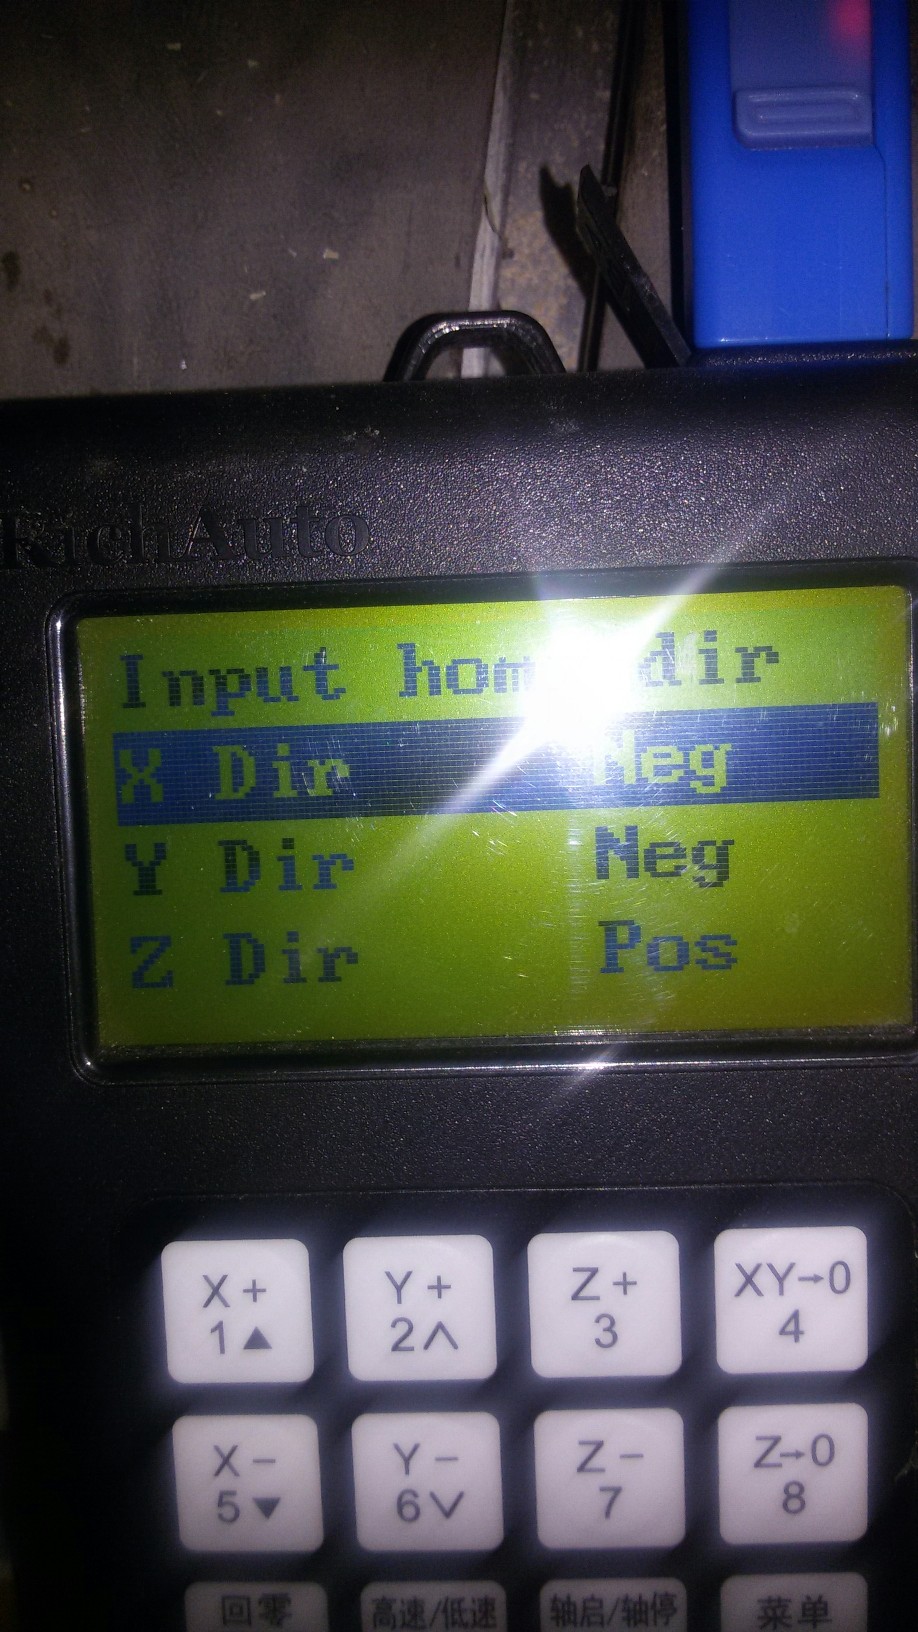 RichAuto
Input home dir
X Dir Neg
Y Dir Neg
Z Dir Pos
X+ Y+ Z+ XY→0
1▲ 2∧ 3 4
X− Y− Z− Z→0
5▼ 6∨ 7 8
回零 高速/低速 轴启/轴停 菜单